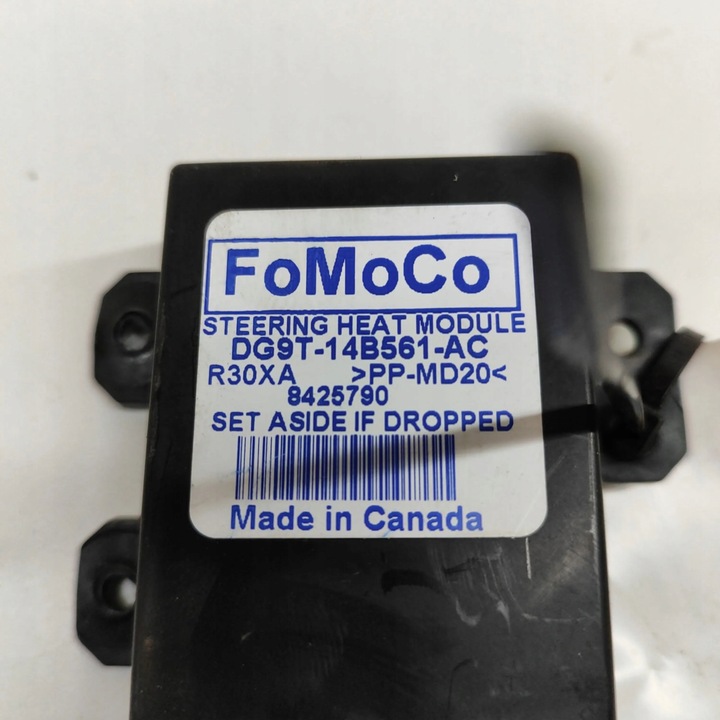 FoMoCo
STEERING HEAT MODULE
DG9T-14B561-AC
R30XA >PP-MD20<
8425790
SET ASIDE IF DROPPED
Made in Canada